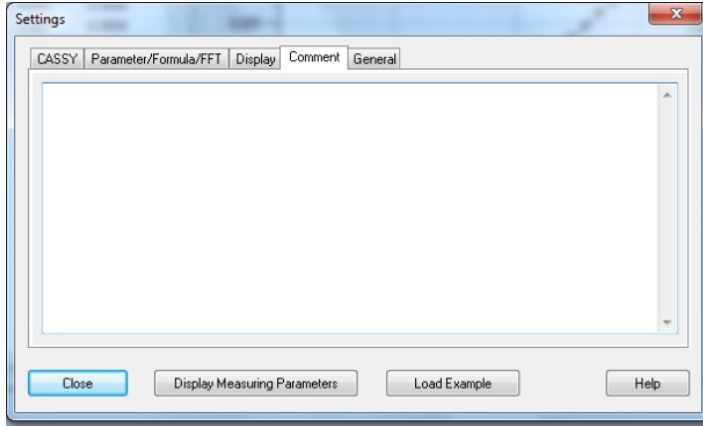 Settings
CASSY Parameter/Formula/FFT Display Comment General
Close Display Measuring Parameters Load Example Help